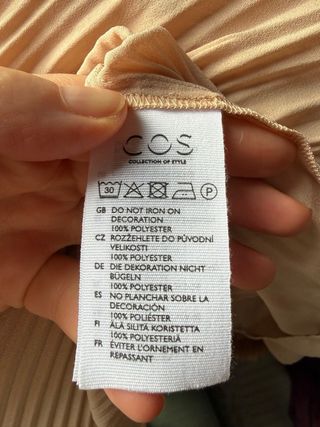 COS
COLLECTION OF STYLE
30 P
GB DO NOT IRON ON
DECORATION
100% POLYESTER
CZ ROZŽEHLETE DO PŮVODNÍ
VELIKOSTI
100% POLYESTER
DE DIE DEKORATION NICHT
BÜGELN
100% POLYESTER
ES NO PLANCHAR SOBRE LA
DECORACIÓN
100% POLIÉSTER
FI ÄLÄ SILITÄ KORISTETTA
100% POLYESTERIÄ
FR ÉVITER L'ORNEMENT EN
REPASSANT